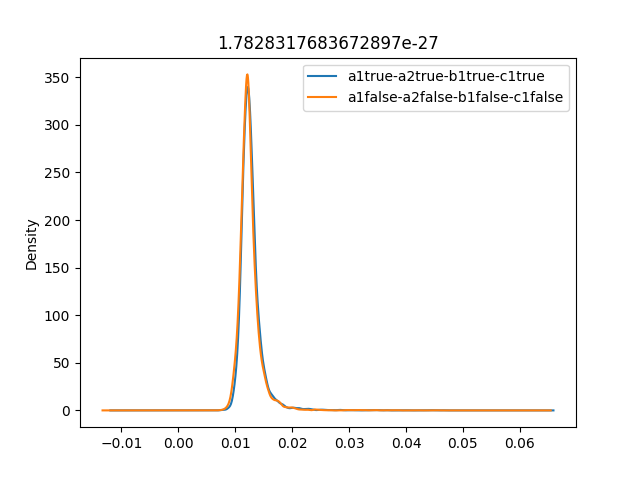 1.7828317683672897e-27
a1true-a2true-b1true-c1true
a1false-a2false-b1false-c1false
Density
350
300
250
200
150
100
50
0
−0.01 0.00 0.01 0.02 0.03 0.04 0.05 0.06